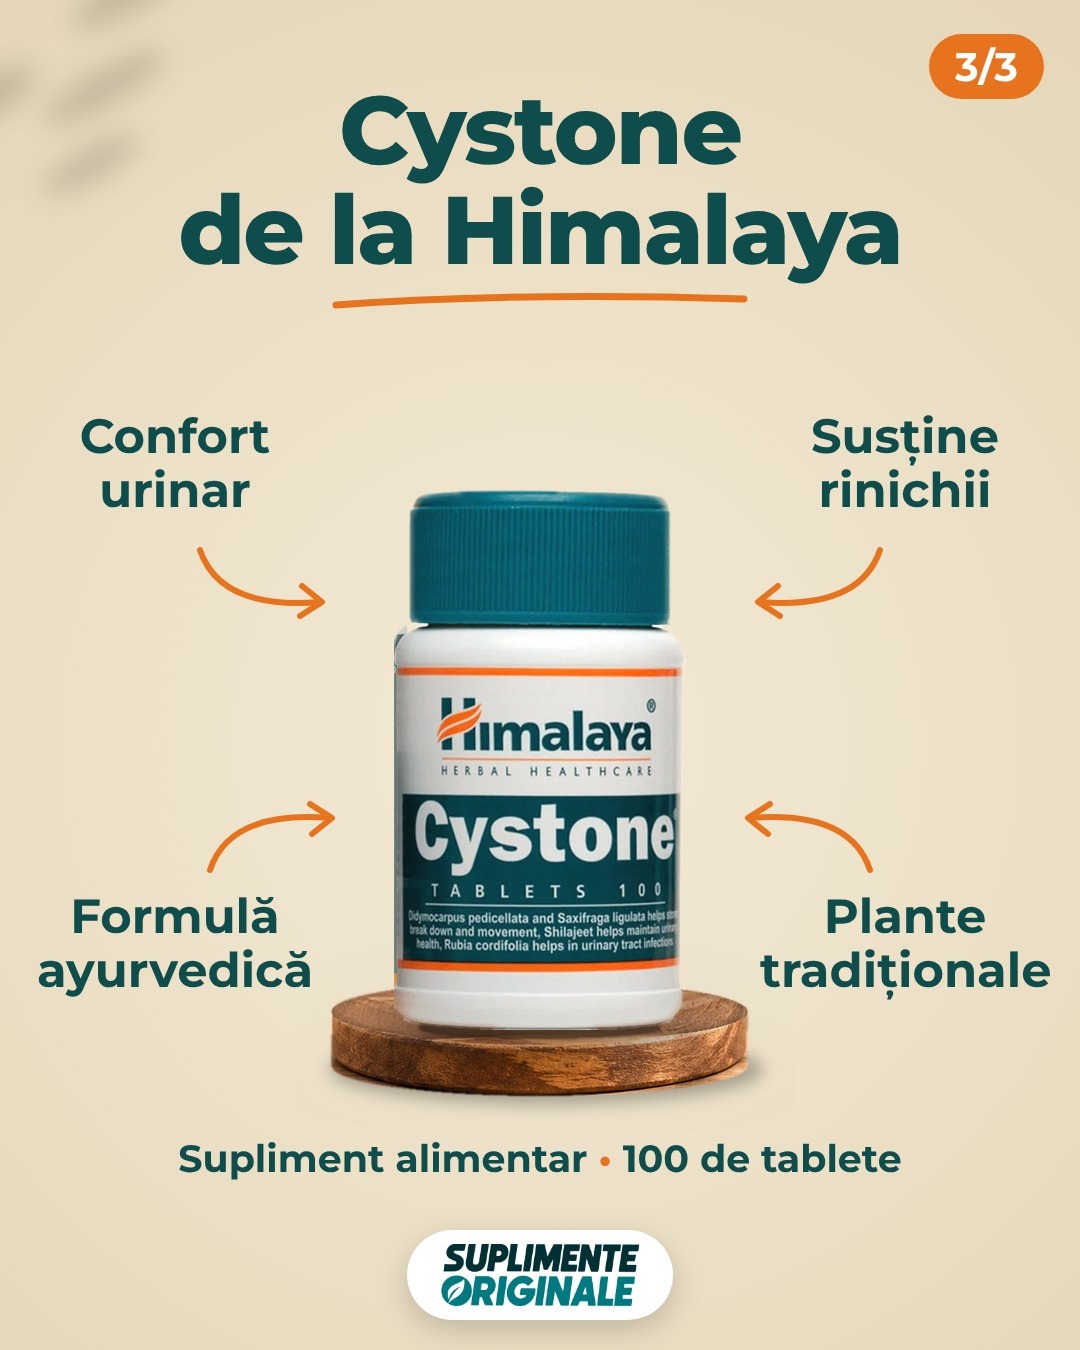 3/3
Cystone
de la Himalaya
Confort
urinar
Susține
rinichii
Himalaya®
HERBAL HEALTHCARE
Cystone
TABLETS 100
Didymocarpus pedicellata and Saxifraga ligulata helps
break down and movement, Shilajeet helps maintain
health, Rubia cordifolia helps in urinary tract infections.
Formulă
ayurvedică
Plante
tradiționale
Supliment alimentar • 100 de tablete
SUPLIMENTE
ORIGINALE